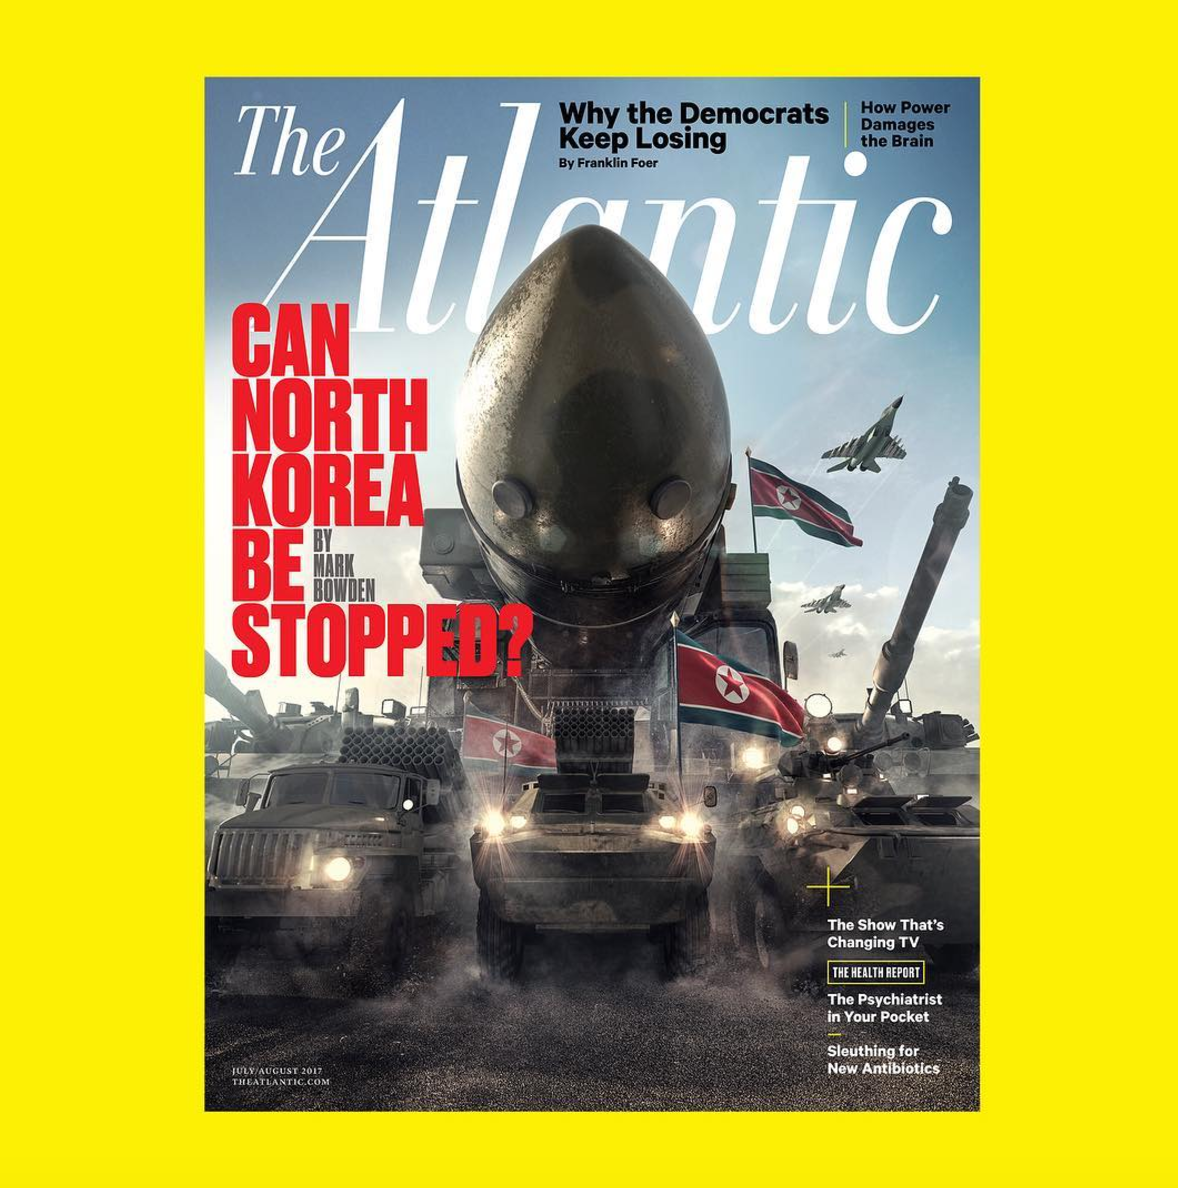 The
Atlantic
Why the Democrats
Keep Losing
By Franklin Foer
How Power
Damages
the Brain
CAN
NORTH
KOREA
BE
BY
MARK
BOWDEN
STOPPED?
The Show That's
Changing TV
THE HEALTH REPORT
The Psychiatrist
in Your Pocket
Sleuthing for
New Antibiotics
JULY/AUGUST 2017
THEATLANTIC.COM